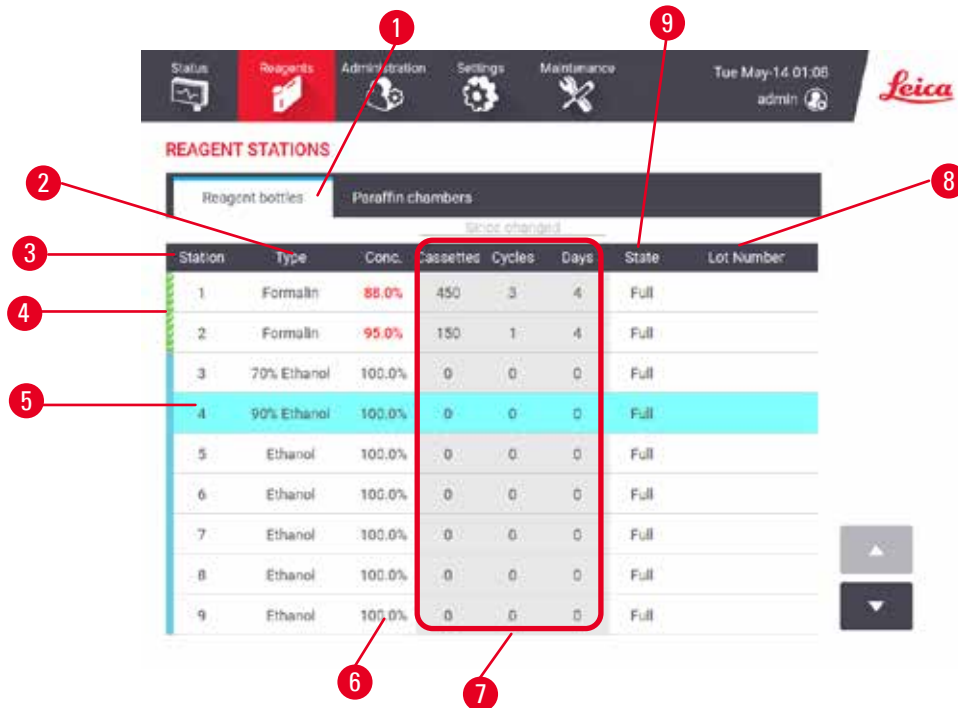 1
9
Status Reagents Administration Settings Maintenance Tue May-14 01:06
admin
Leica
REAGENT STATIONS
2
Reagent bottles Paraffin chambers
8
Since changed
3
Station Type Conc. Cassettes Cycles Days State Lot Number
1 Formalin 88.0% 450 3 4 Full
4
2 Formalin 95.0% 150 1 4 Full
3 70% Ethanol 100.0% 0 0 0 Full
5
4 90% Ethanol 100.0% 0 0 0 Full
5 Ethanol 100.0% 0 0 0 Full
6 Ethanol 100.0% 0 0 0 Full
7 Ethanol 100.0% 0 0 0 Full
8 Ethanol 100.0% 0 0 0 Full
9 Ethanol 100.0% 0 0 0 Full
6
7